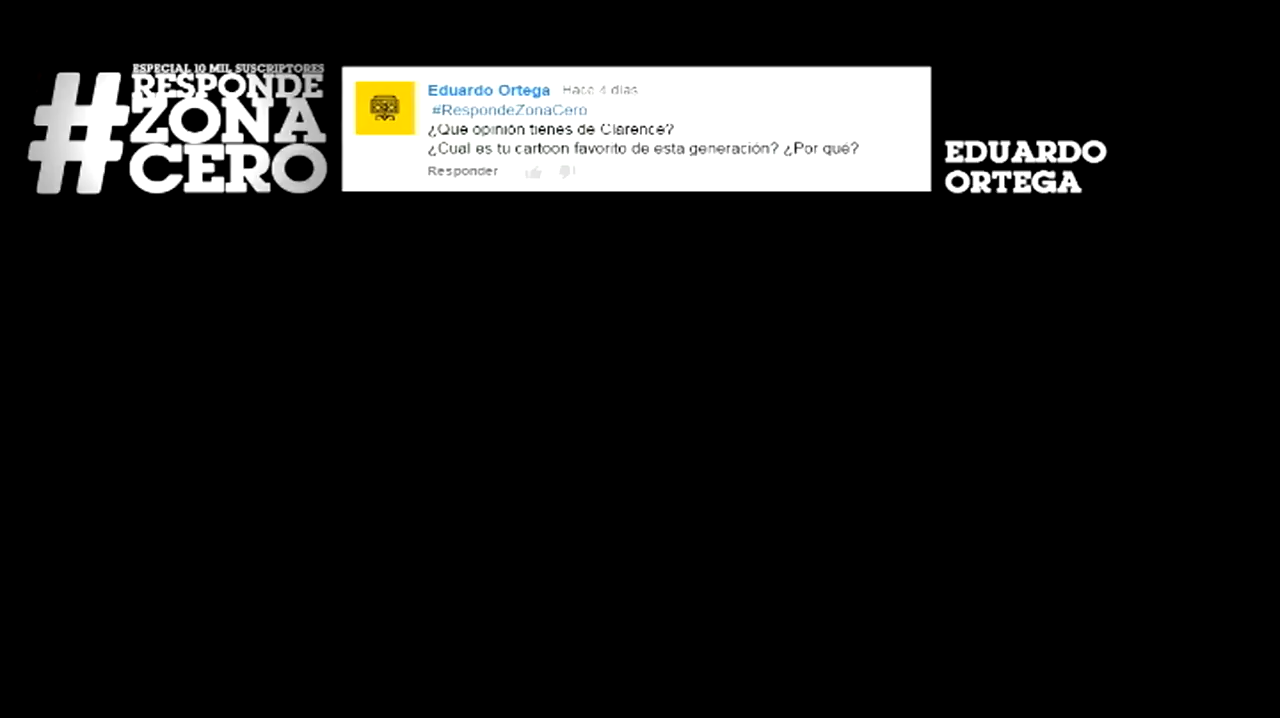 ESPECIAL 10 MIL SUSCRIPTORES
#RESPONDE
ZONA
CERO
Eduardo Ortega Hace 4 días
#RespondeZonaCero
¿Qué opinión tienes de Clarence?
¿Cual es tu cartoon favorito de esta generación? ¿Por qué?
Responder
EDUARDO
ORTEGA